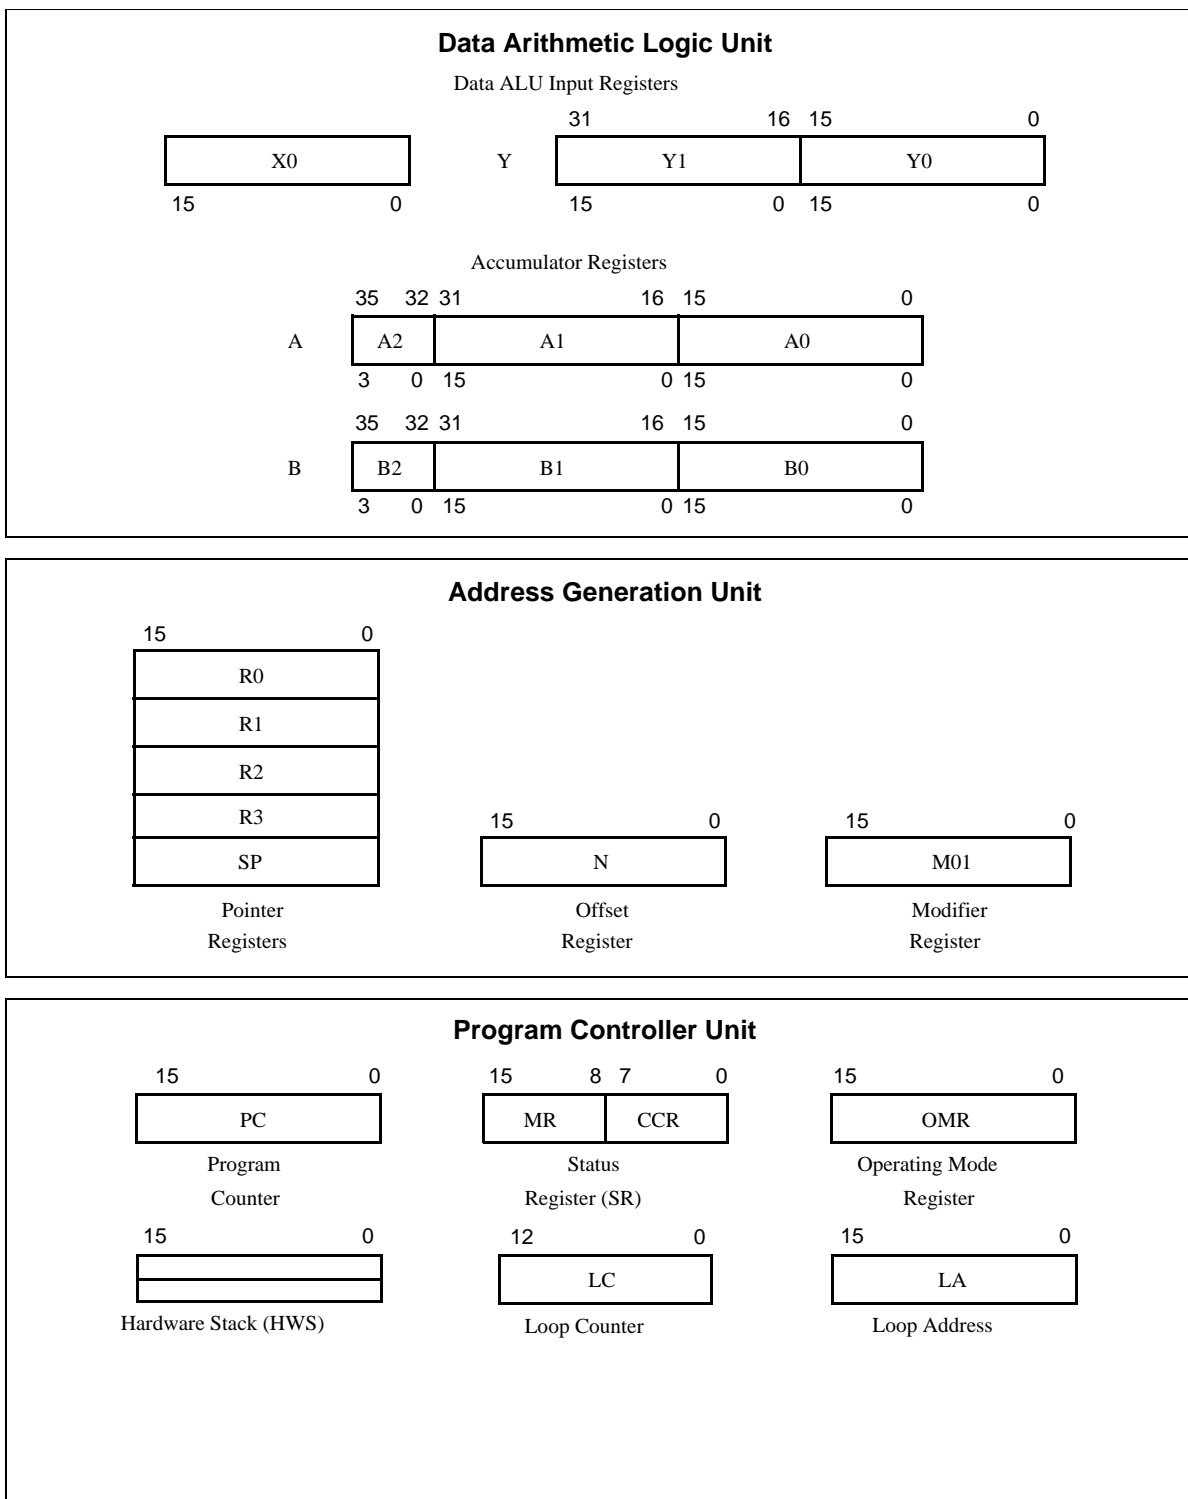 Data Arithmetic Logic Unit
Data ALU Input Registers
31 16 15 0
X0 Y Y1 Y0
15 0 15 0 15 0
Accumulator Registers
35 32 31 16 15 0
A A2 A1 A0
3 0 15 0 15 0
35 32 31 16 15 0
B B2 B1 B0
3 0 15 0 15 0
Address Generation Unit
15 0
R0
R1
R2
R3
15 0 15 0
SP N M01
Pointer Offset Modifier
Registers Register Register
Program Controller Unit
15 0 15 8 7 0 15 0
PC MR CCR OMR
Program Status Operating Mode
Counter Register (SR) Register
15 0 12 0 15 0
LC LA
Hardware Stack (HWS) Loop Counter Loop Address